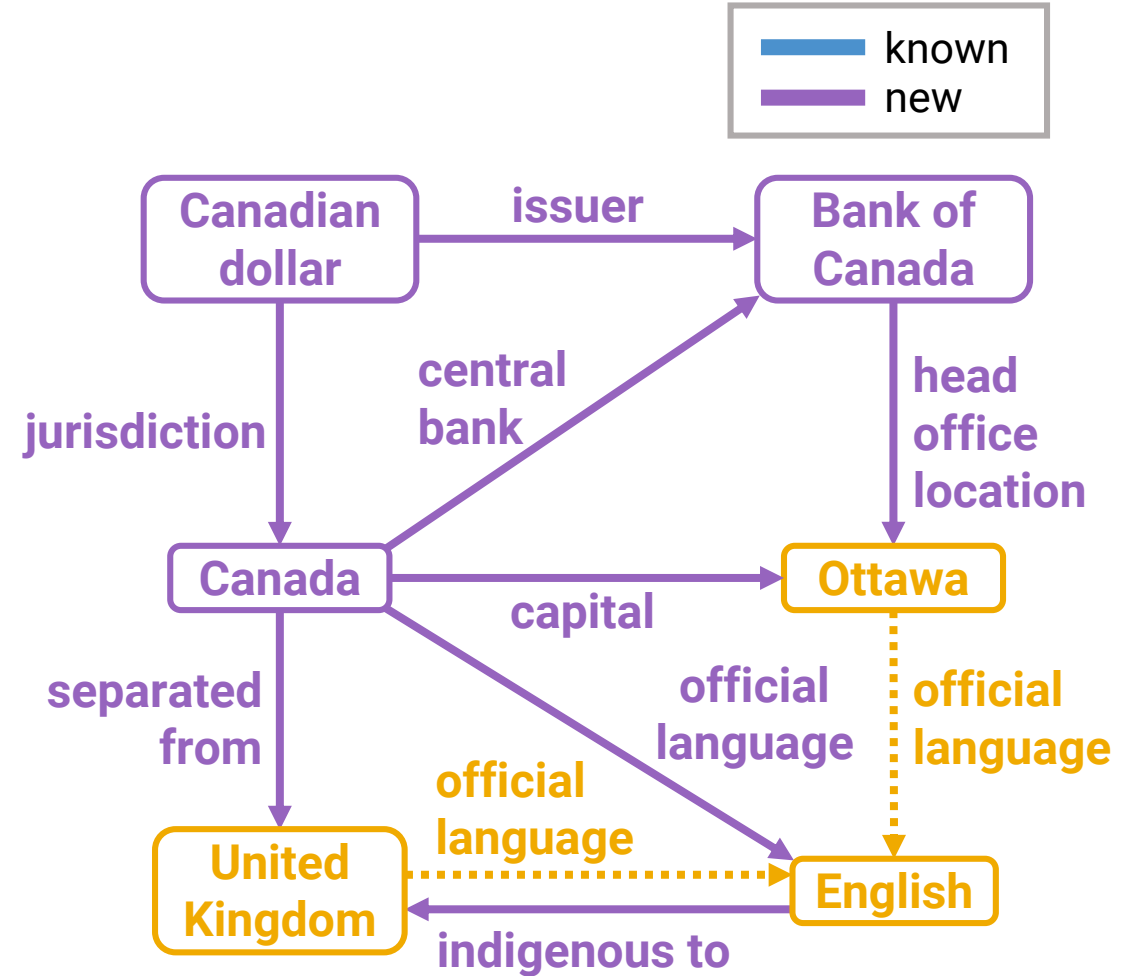 known
new
Canadian
dollar
issuer
Bank of
Canada
central
bank
head
office
location
jurisdiction
Canada
capital
Ottawa
separated
from
official
language
official
language
official
language
United
Kingdom
English
indigenous to